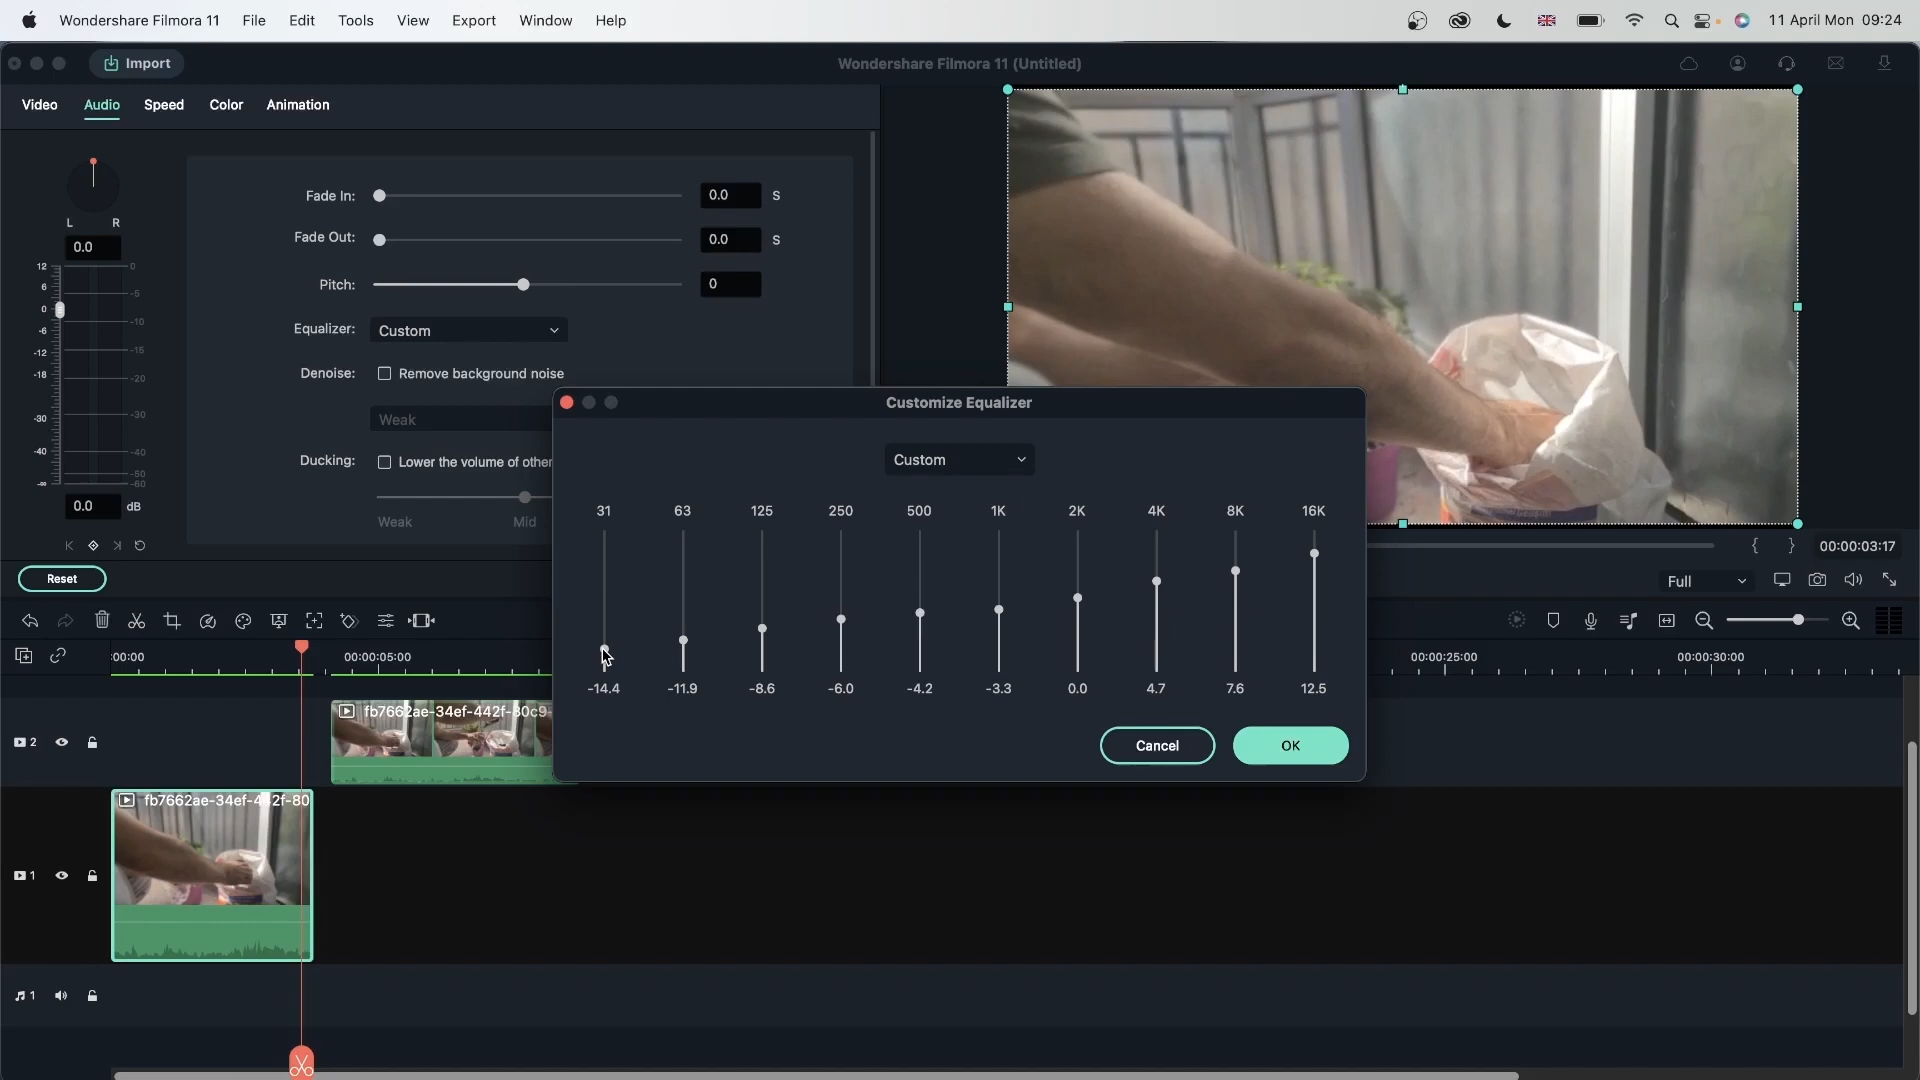 Wondershare Filmora 11 File Edit Tools View Export Window Help 11 April Mon 09:24
Import Wondershare Filmora 11 (Untitled)
Video Audio Speed Color Animation
Fade In: 0.0 S
L R
Fade Out: 0.0 S
0.0
12 0
6
-5
Pitch: 0
0
-10
Equalizer: Custom
-6
-12
-15
Denoise: Remove background noise
-18
-20
-30
-30
Weak
-40
-40
Ducking: Lower the volume of other
-50
-∞
-60
0.0 dB
Weak Mid
Customize Equalizer
Custom
31 63 125 250 500 1K 2K 4K 8K 16K
-14.4 -11.9 -8.6 -6.0 -4.2 -3.3 0.0 4.7 7.6 12.5
Cancel OK
{ } 00:00:03:17
Reset
Full
:00:00 00:00:05:00 00:00:25:00 00:00:30:00
2
fb7662ae-34ef-442f-80c9-
1
fb7662ae-34ef-442f-80
1